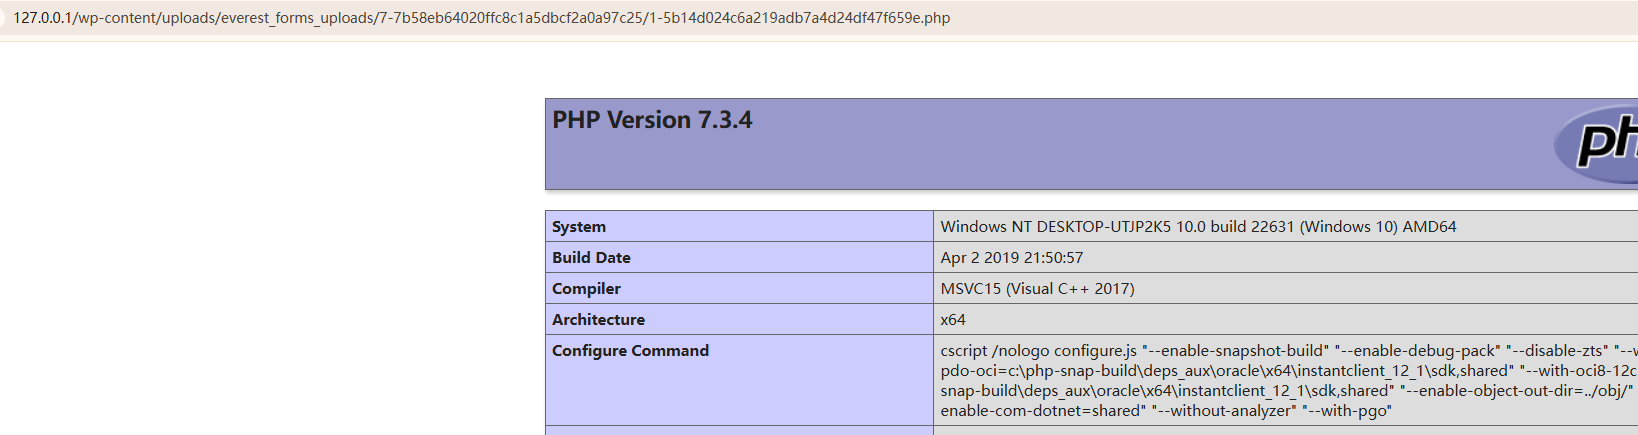 127.0.0.1/wp-content/uploads/everest_forms_uploads/7-7b58eb64020ffc8c1a5dbcf2a0a97c25/1-5b14d024c6a219adb7a4d24df47f659e.php
PHP Version 7.3.4
ph
System Windows NT DESKTOP-UTJP2K5 10.0 build 22631 (Windows 10) AMD64
Build Date Apr 2 2019 21:50:57
Compiler MSVC15 (Visual C++ 2017)
Architecture x64
Configure Command cscript /nologo configure.js "--enable-snapshot-build" "--enable-debug-pack" "--disable-zts" "--w
pdo-oci=c:\php-snap-build\deps_aux\oracle\x64\instantclient_12_1\sdk,shared" "--with-oci8-12c
snap-build\deps_aux\oracle\x64\instantclient_12_1\sdk,shared" "--enable-object-out-dir=../obj/"
enable-com-dotnet=shared" "--without-analyzer" "--with-pgo"